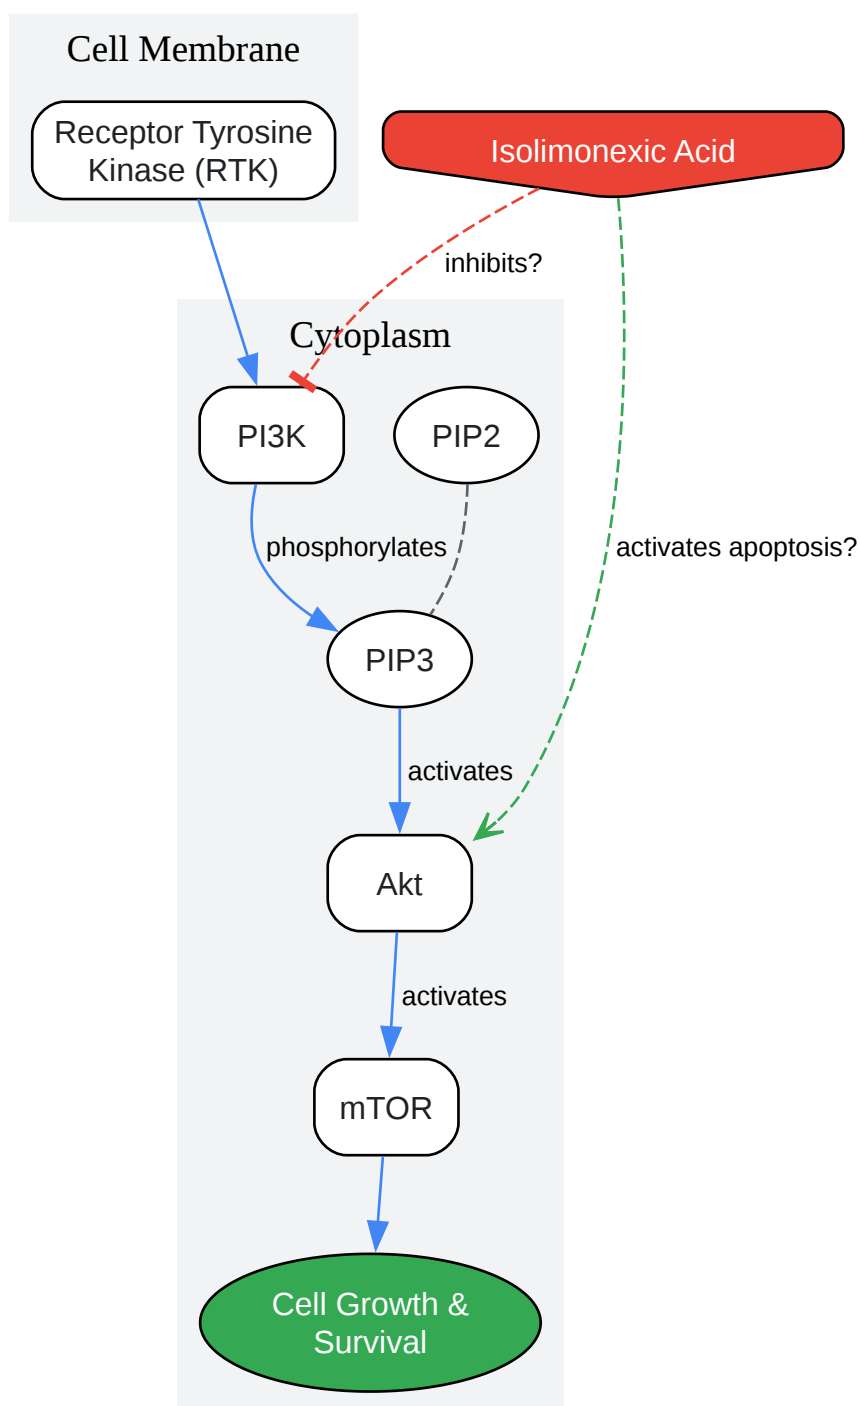 Cell Membrane
Receptor Tyrosine
Kinase (RTK)
Isolimonexic Acid
inhibits?
Cytoplasm
PI3K
PIP2
phosphorylates
activates apoptosis?
PIP3
activates
Akt
activates
mTOR
Cell Growth &
Survival